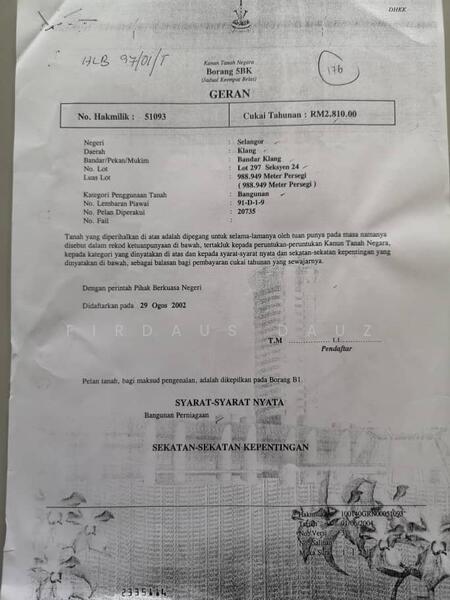 DHKK
HLB 97/01/T
176
Kanun Tanah Negara
Borang 5BK
(Jadual Keempat Belas)
GERAN
No. Hakmilik : 51093
Cukai Tahunan : RM2,810.00
Negeri : Selangor
Daerah : Klang
Bandar/Pekan/Mukim : Bandar Klang
No. Lot : Lot 297 Seksyen 24
Luas Lot : 988.949 Meter Persegi
( 988.949 Meter Persegi )
Kategori Penggunaan Tanah : Bangunan
No. Lembaran Piawai : 91-D-1-9
No. Pelan Diperakui : 20735
No. Fail :
Tanah yang diperihalkan di atas adalah dipegang untuk selama-lamanya oleh tuan punya pada masa namanya
disebut dalam rekod ketuanpunyaan di bawah, tertakluk kepada peruntukan-peruntukan Kanun Tanah Negara,
kepada kategori yang dinyatakan di atas dan kepada syarat-syarat nyata dan sekatan-sekatan kepentingan yang
dinyatakan di bawah, sebagai balasan bagi pembayaran cukai tahunan yang sewajarnya.
Dengan perintah Pihak Berkuasa Negeri
Didaftarkan pada 29 Ogos 2002
FIRDAUS DAUZ
T.M
Pendaftar
Pelan tanah, bagi maksud pengenalan, adalah dikepilkan pada Borang B1
SYARAT-SYARAT NYATA
Bangunan Perniagaan
SEKATAN-SEKATAN KEPENTINGAN
Hakmilik : 100140GRN00051093
01/06/2004
2335114